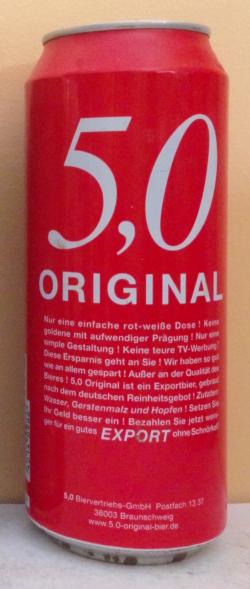 5,0
ORIGINAL
Nur eine einfache rot-weiße Dose ! Keine
goldene mit aufwendiger Prägung ! Nur eine
simple Gestaltung ! Keine teure TV-Werbung !
Diese Ersparnis geht an Sie ! Wir haben so gut
wie an allem gespart ! Außer an der Qualität des
Bieres ! 5,0 Original ist ein Exportbier, gebraut
nach dem deutschen Reinheitsgebot ! Zutaten:
Wasser, Gerstenmalz und Hopfen ! Setzen Sie
Ihr Geld besser ein ! Bezahlen Sie jetzt weni-
ger für ein gutes EXPORT ohne Schnörkel!
5,0 Biervertriebs-GmbH Postfach 13 37
38003 Braunschweig
www.5,0-original-bier.de